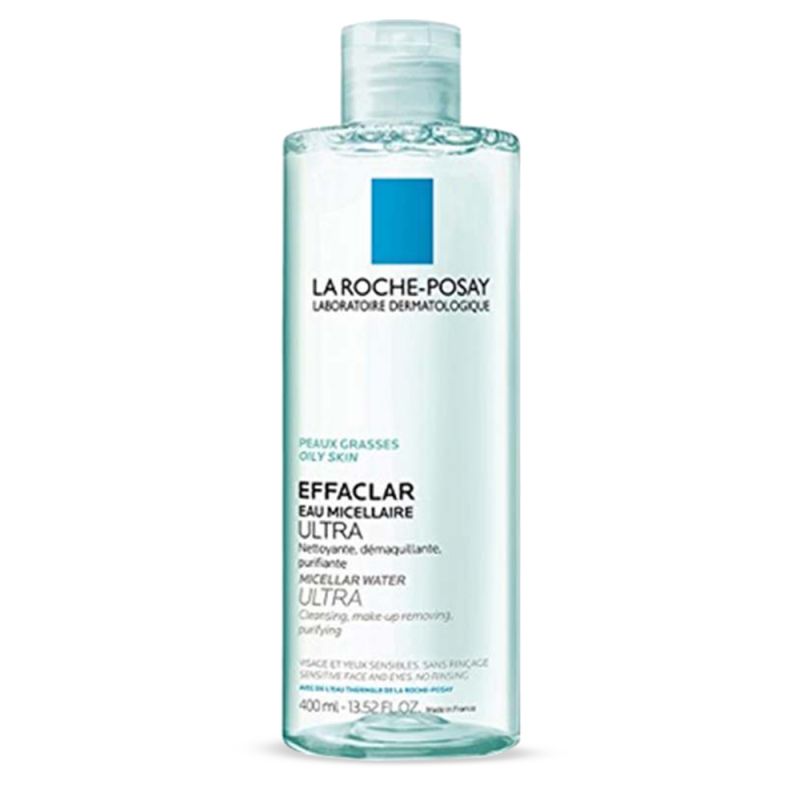 LA ROCHE-POSAY
LABORATOIRE DERMATOLOGIQUE
PEAUX GRASSES
OILY SKIN
EFFACLAR
EAU MICELLAIRE
ULTRA
Nettoyante, démaquillante,
purifiante
MICELLAR WATER
ULTRA
Cleansing, make-up removing,
purifying
VISAGE ET YEUX SENSIBLES, SANS RINÇAGE
SENSITIVE FACE AND EYES, NO RINSING
AVEC DE L'EAU THERMALE DE LA ROCHE-POSAY
400 ml - 13.52 FL.OZ. Made in France